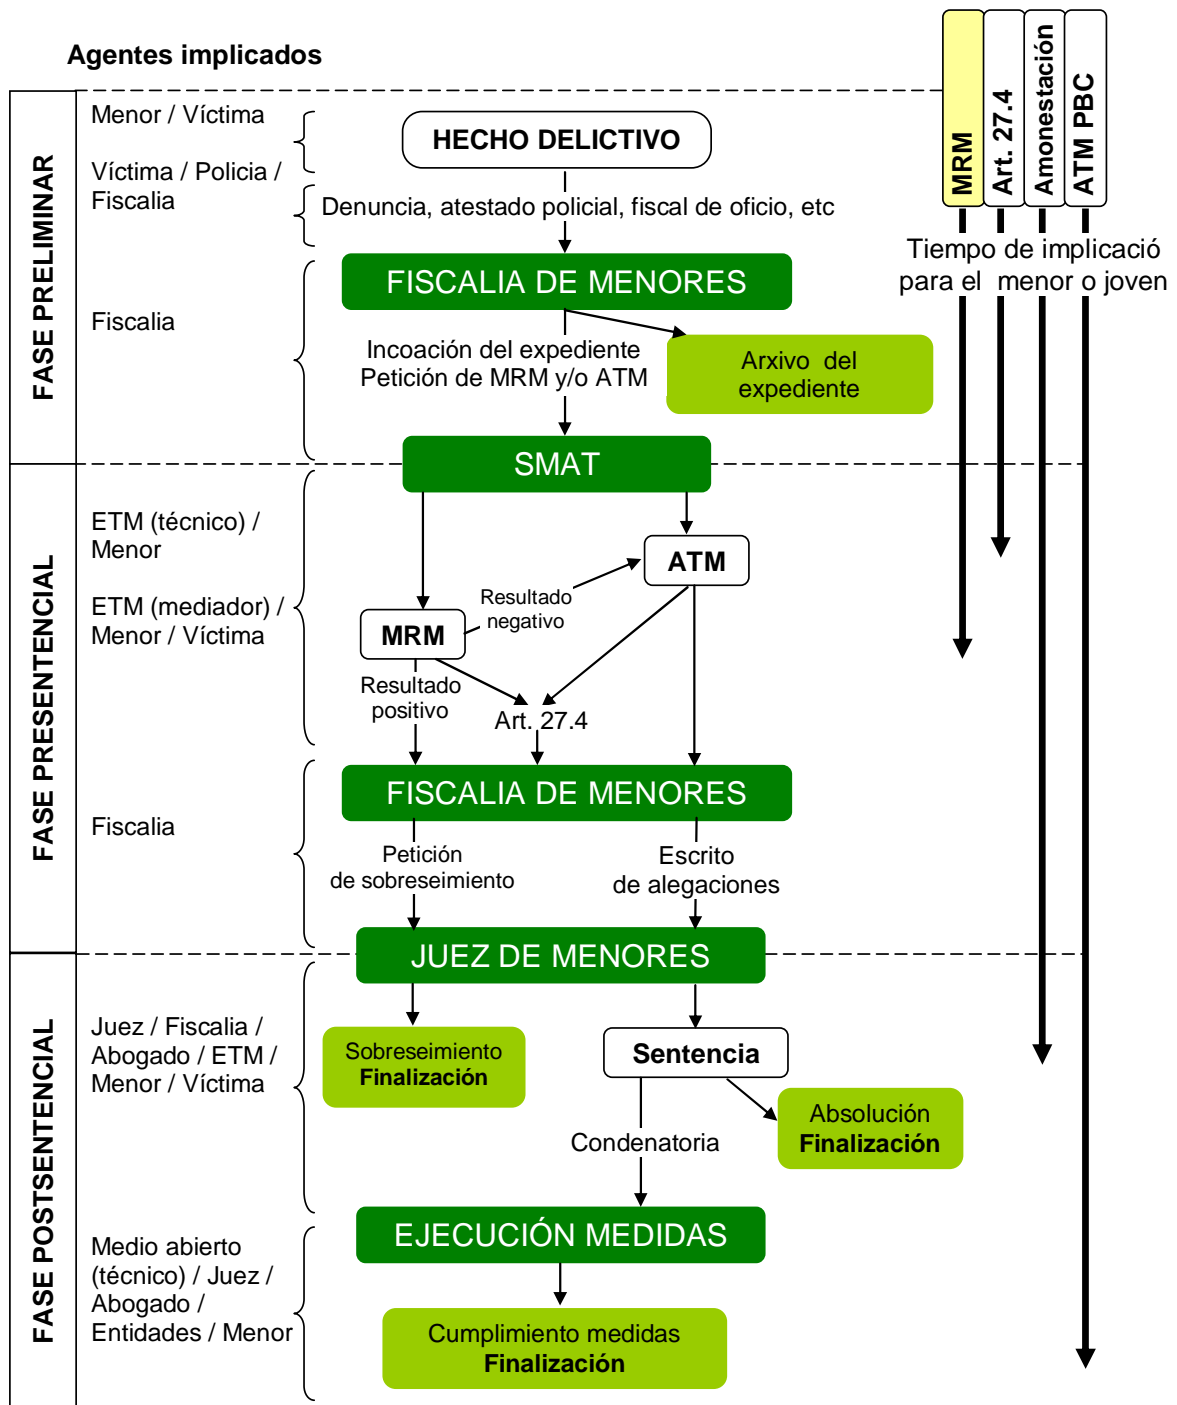 Agentes implicados
MRM
Art. 27.4
Amonestación
ATM PBC
Tiempo de implicació
para el menor o joven
FASE PRELIMINAR
Menor / Víctima
HECHO DELICTIVO
Víctima / Policia /
Fiscalia
Denuncia, atestado policial, fiscal de oficio, etc
FISCALIA DE MENORES
Fiscalia
Incoación del expediente
Petición de MRM y/o ATM
Arxivo del
expediente
SMAT
FASE PRESENTENCIAL
ETM (técnico) /
Menor
ATM
ETM (mediador) /
Menor / Víctima
Resultado
negativo
MRM
Resultado
positivo
Art. 27.4
FISCALIA DE MENORES
Fiscalia
Petición
de sobreseimiento
Escrito
de alegaciones
JUEZ DE MENORES
FASE POSTSENTENCIAL
Juez / Fiscalia /
Abogado / ETM /
Menor / Víctima
Sobreseimiento
Finalización
Sentencia
Absolución
Finalización
Condenatoria
EJECUCIÓN MEDIDAS
Medio abierto
(técnico) / Juez /
Abogado /
Entidades / Menor
Cumplimiento medidas
Finalización